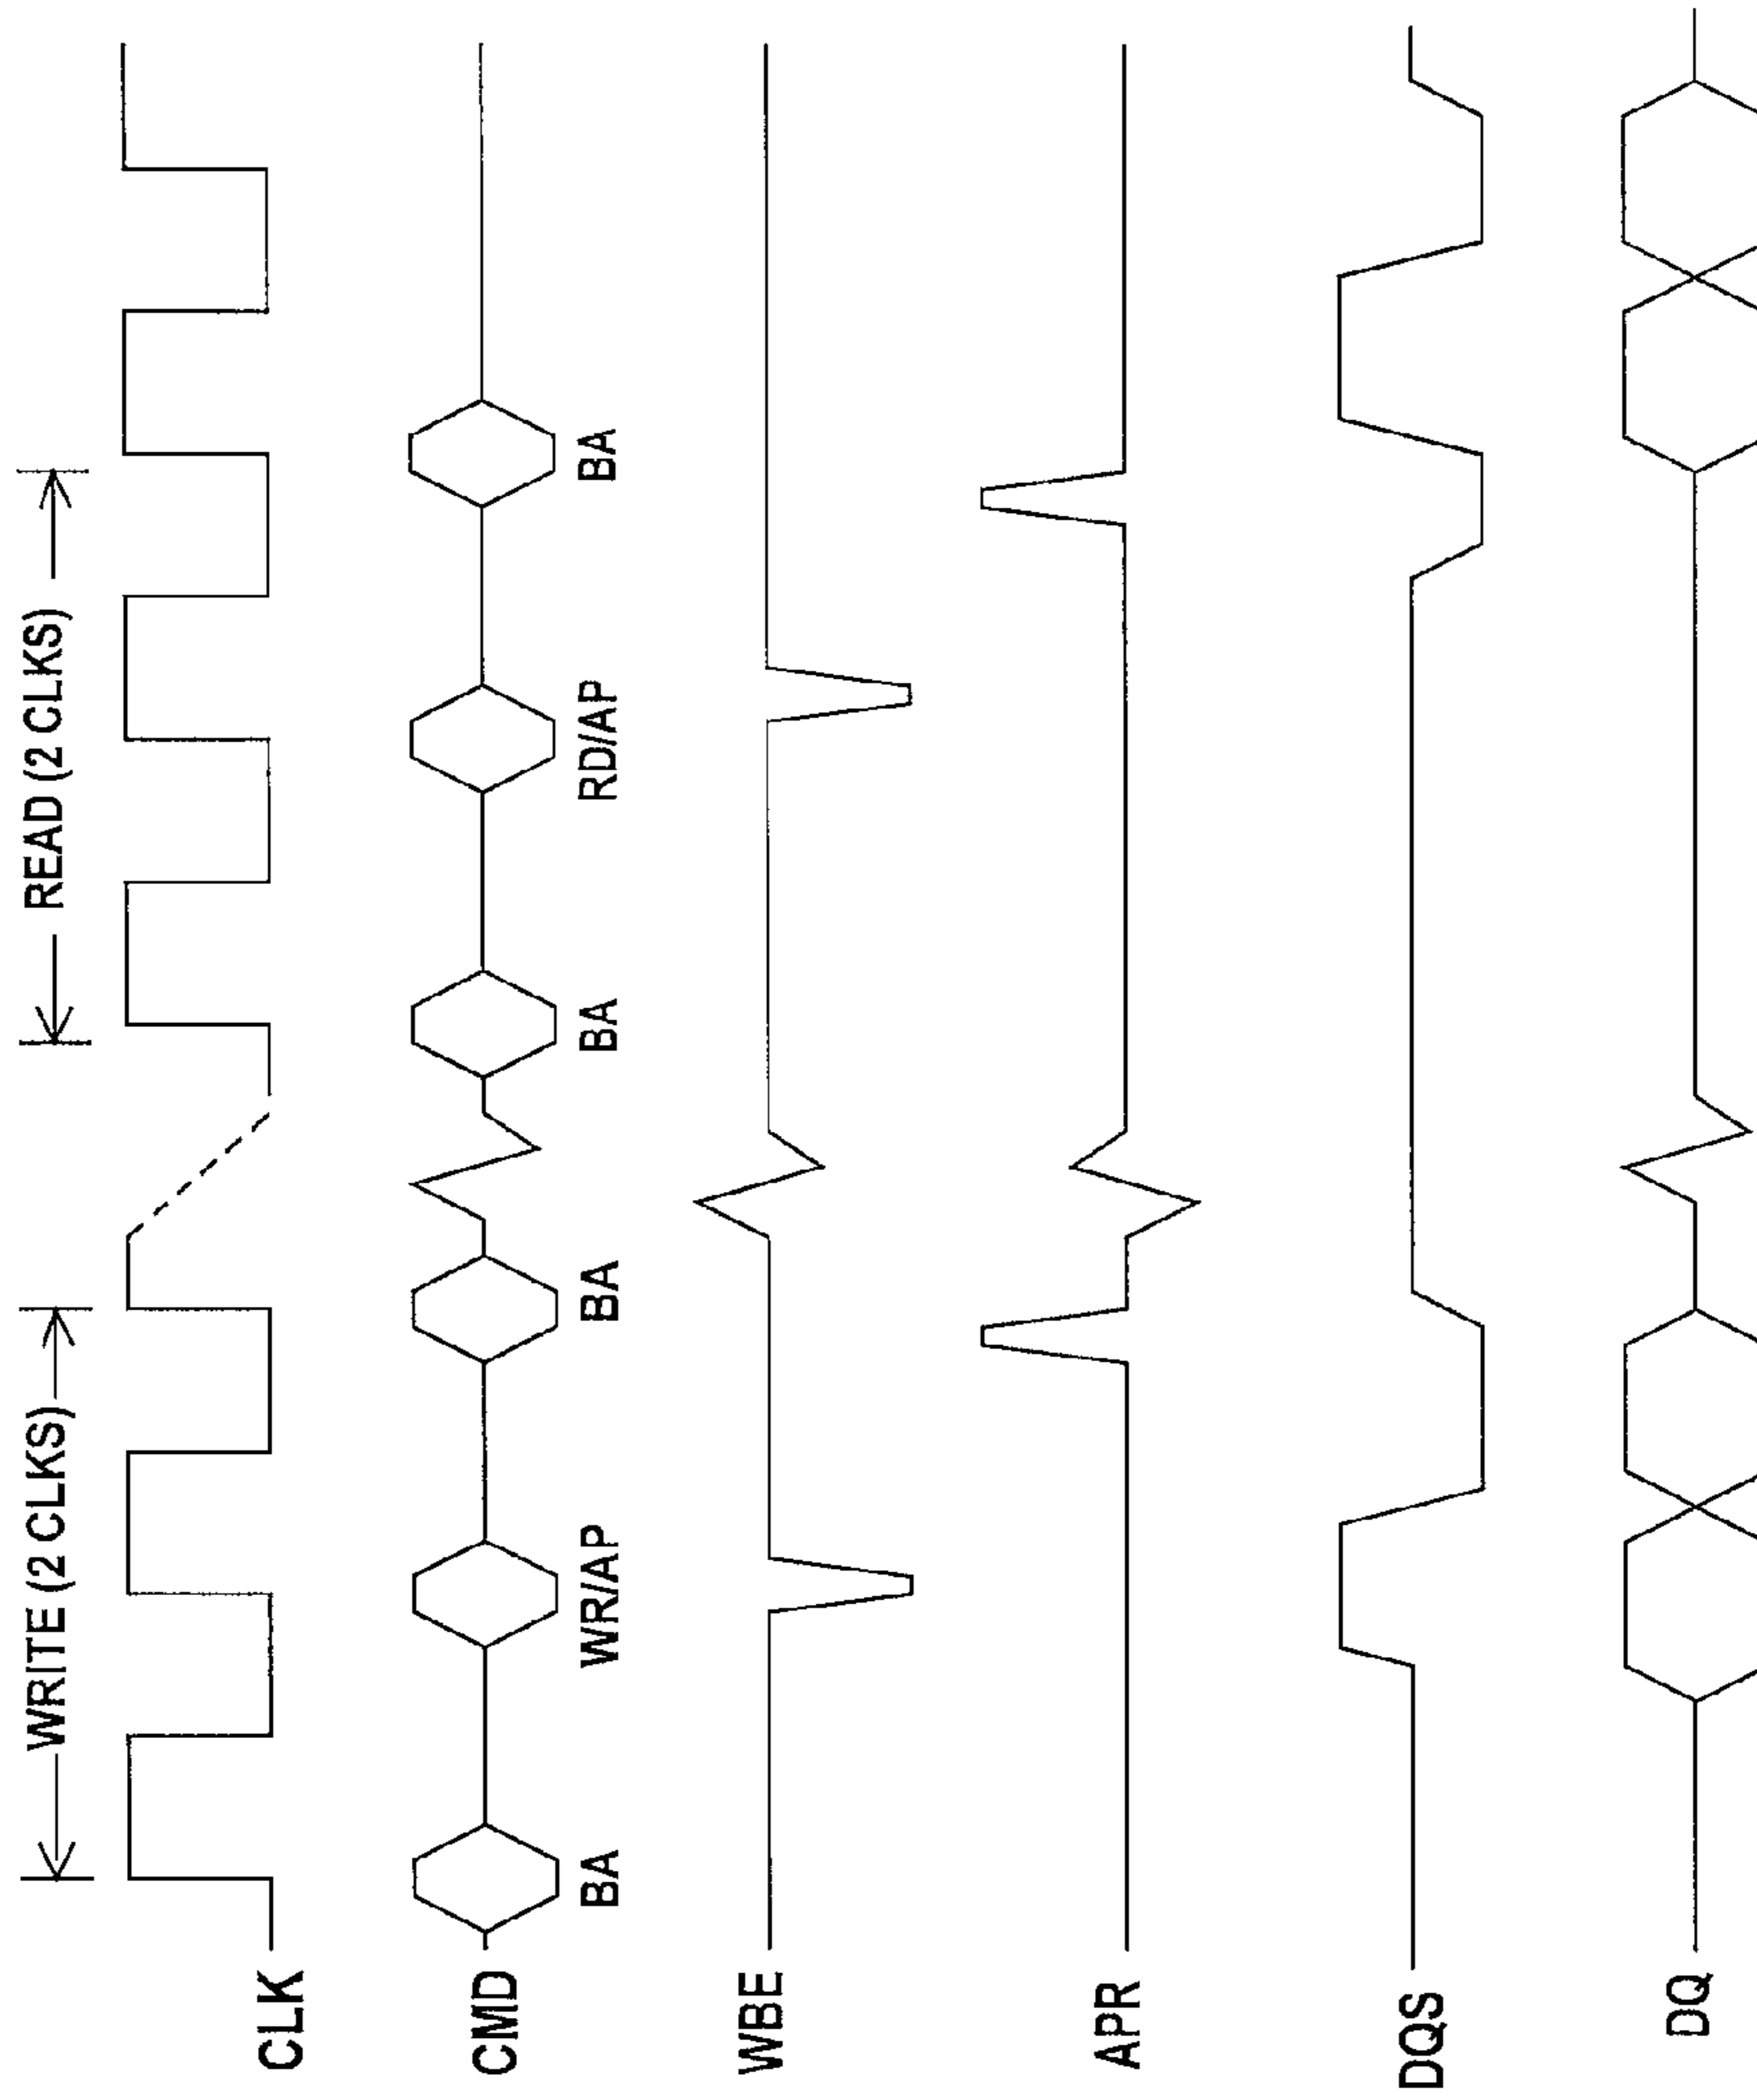 WRITE (2 CLKS) READ (2 CLKS)
CLK
CMD
BA WR/AP BA BA RD/AP BA
WBE
APR
DQS
DQ